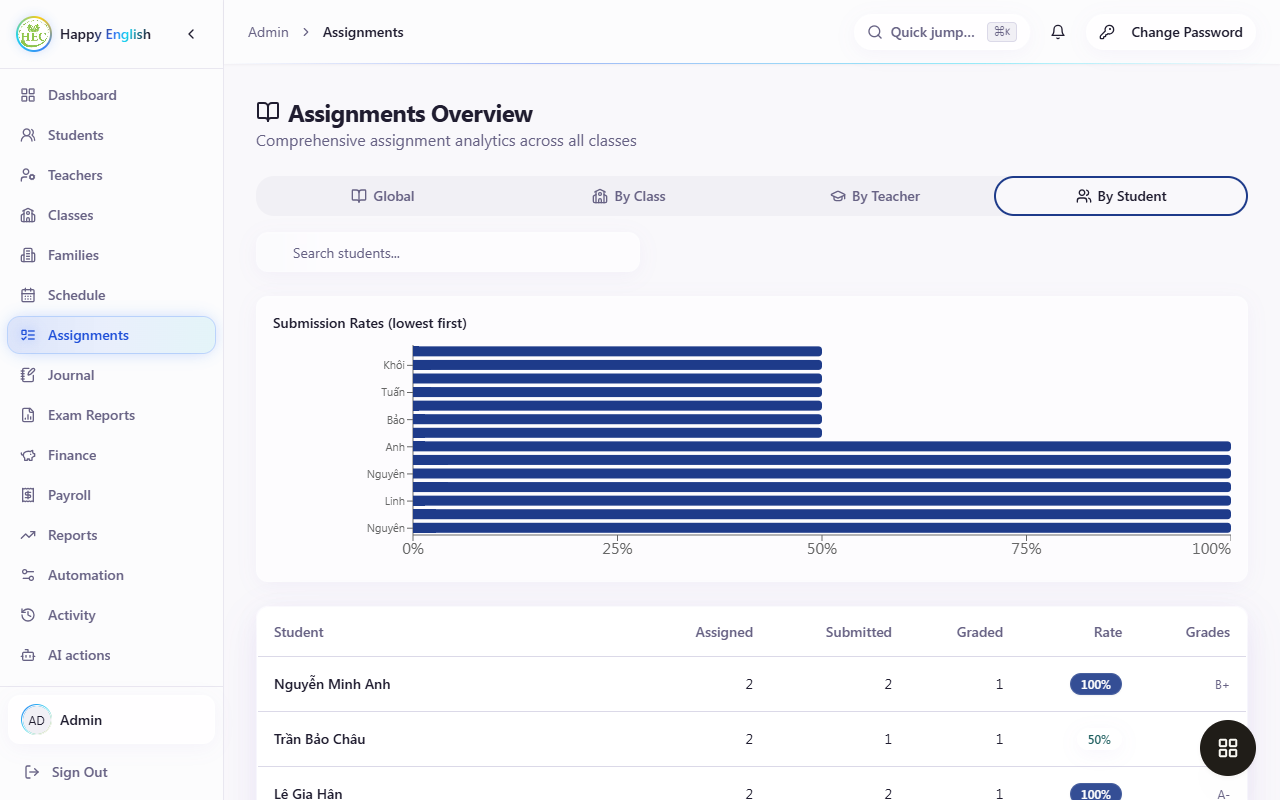 HEC
Happy English
Admin
Assignments
Quick jump...
⌘K
Change Password
Dashboard
Students
Teachers
Classes
Families
Schedule
Assignments
Journal
Exam Reports
Finance
Payroll
Reports
Automation
Activity
AI actions
AD Admin
Sign Out
Assignments Overview
Comprehensive assignment analytics across all classes
Global
By Class
By Teacher
By Student
Search students...
Submission Rates (lowest first)
Khôi
Tuấn
Bảo
Anh
Nguyên
Linh
Nguyên
0% 25% 50% 75% 100%
Student Assigned Submitted Graded Rate Grades
Nguyễn Minh Anh 2 2 1 100% B+
Trần Bảo Châu 2 1 1 50%
Lê Gia Hân 2 2 1 100% A-